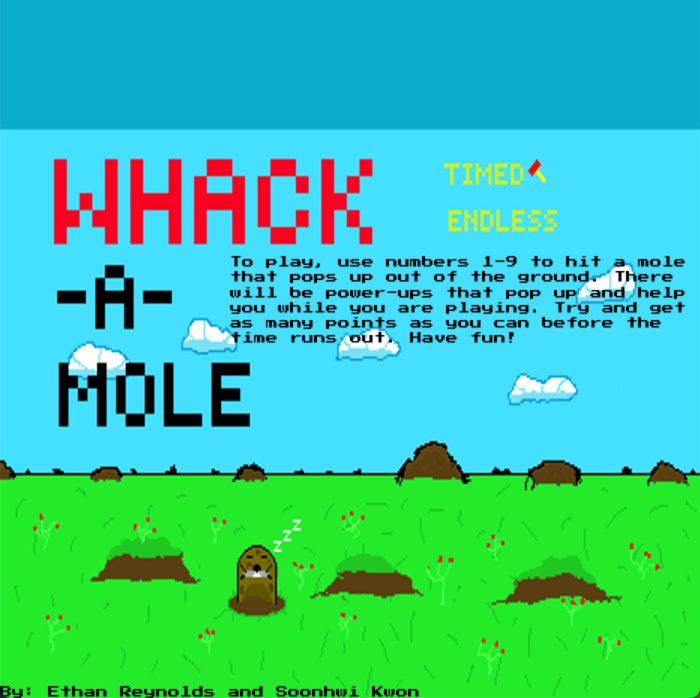 WHACK
-A-
MOLE
TIMED
ENDLESS
To play, use numbers 1-9 to hit a mole
that pops up out of the ground. There
will be power-ups that pop up and help
you while you are playing. Try and get
as many points as you can before the
time runs out. Have fun!
z z z
By: Ethan Reynolds and Soonhwi Kwon